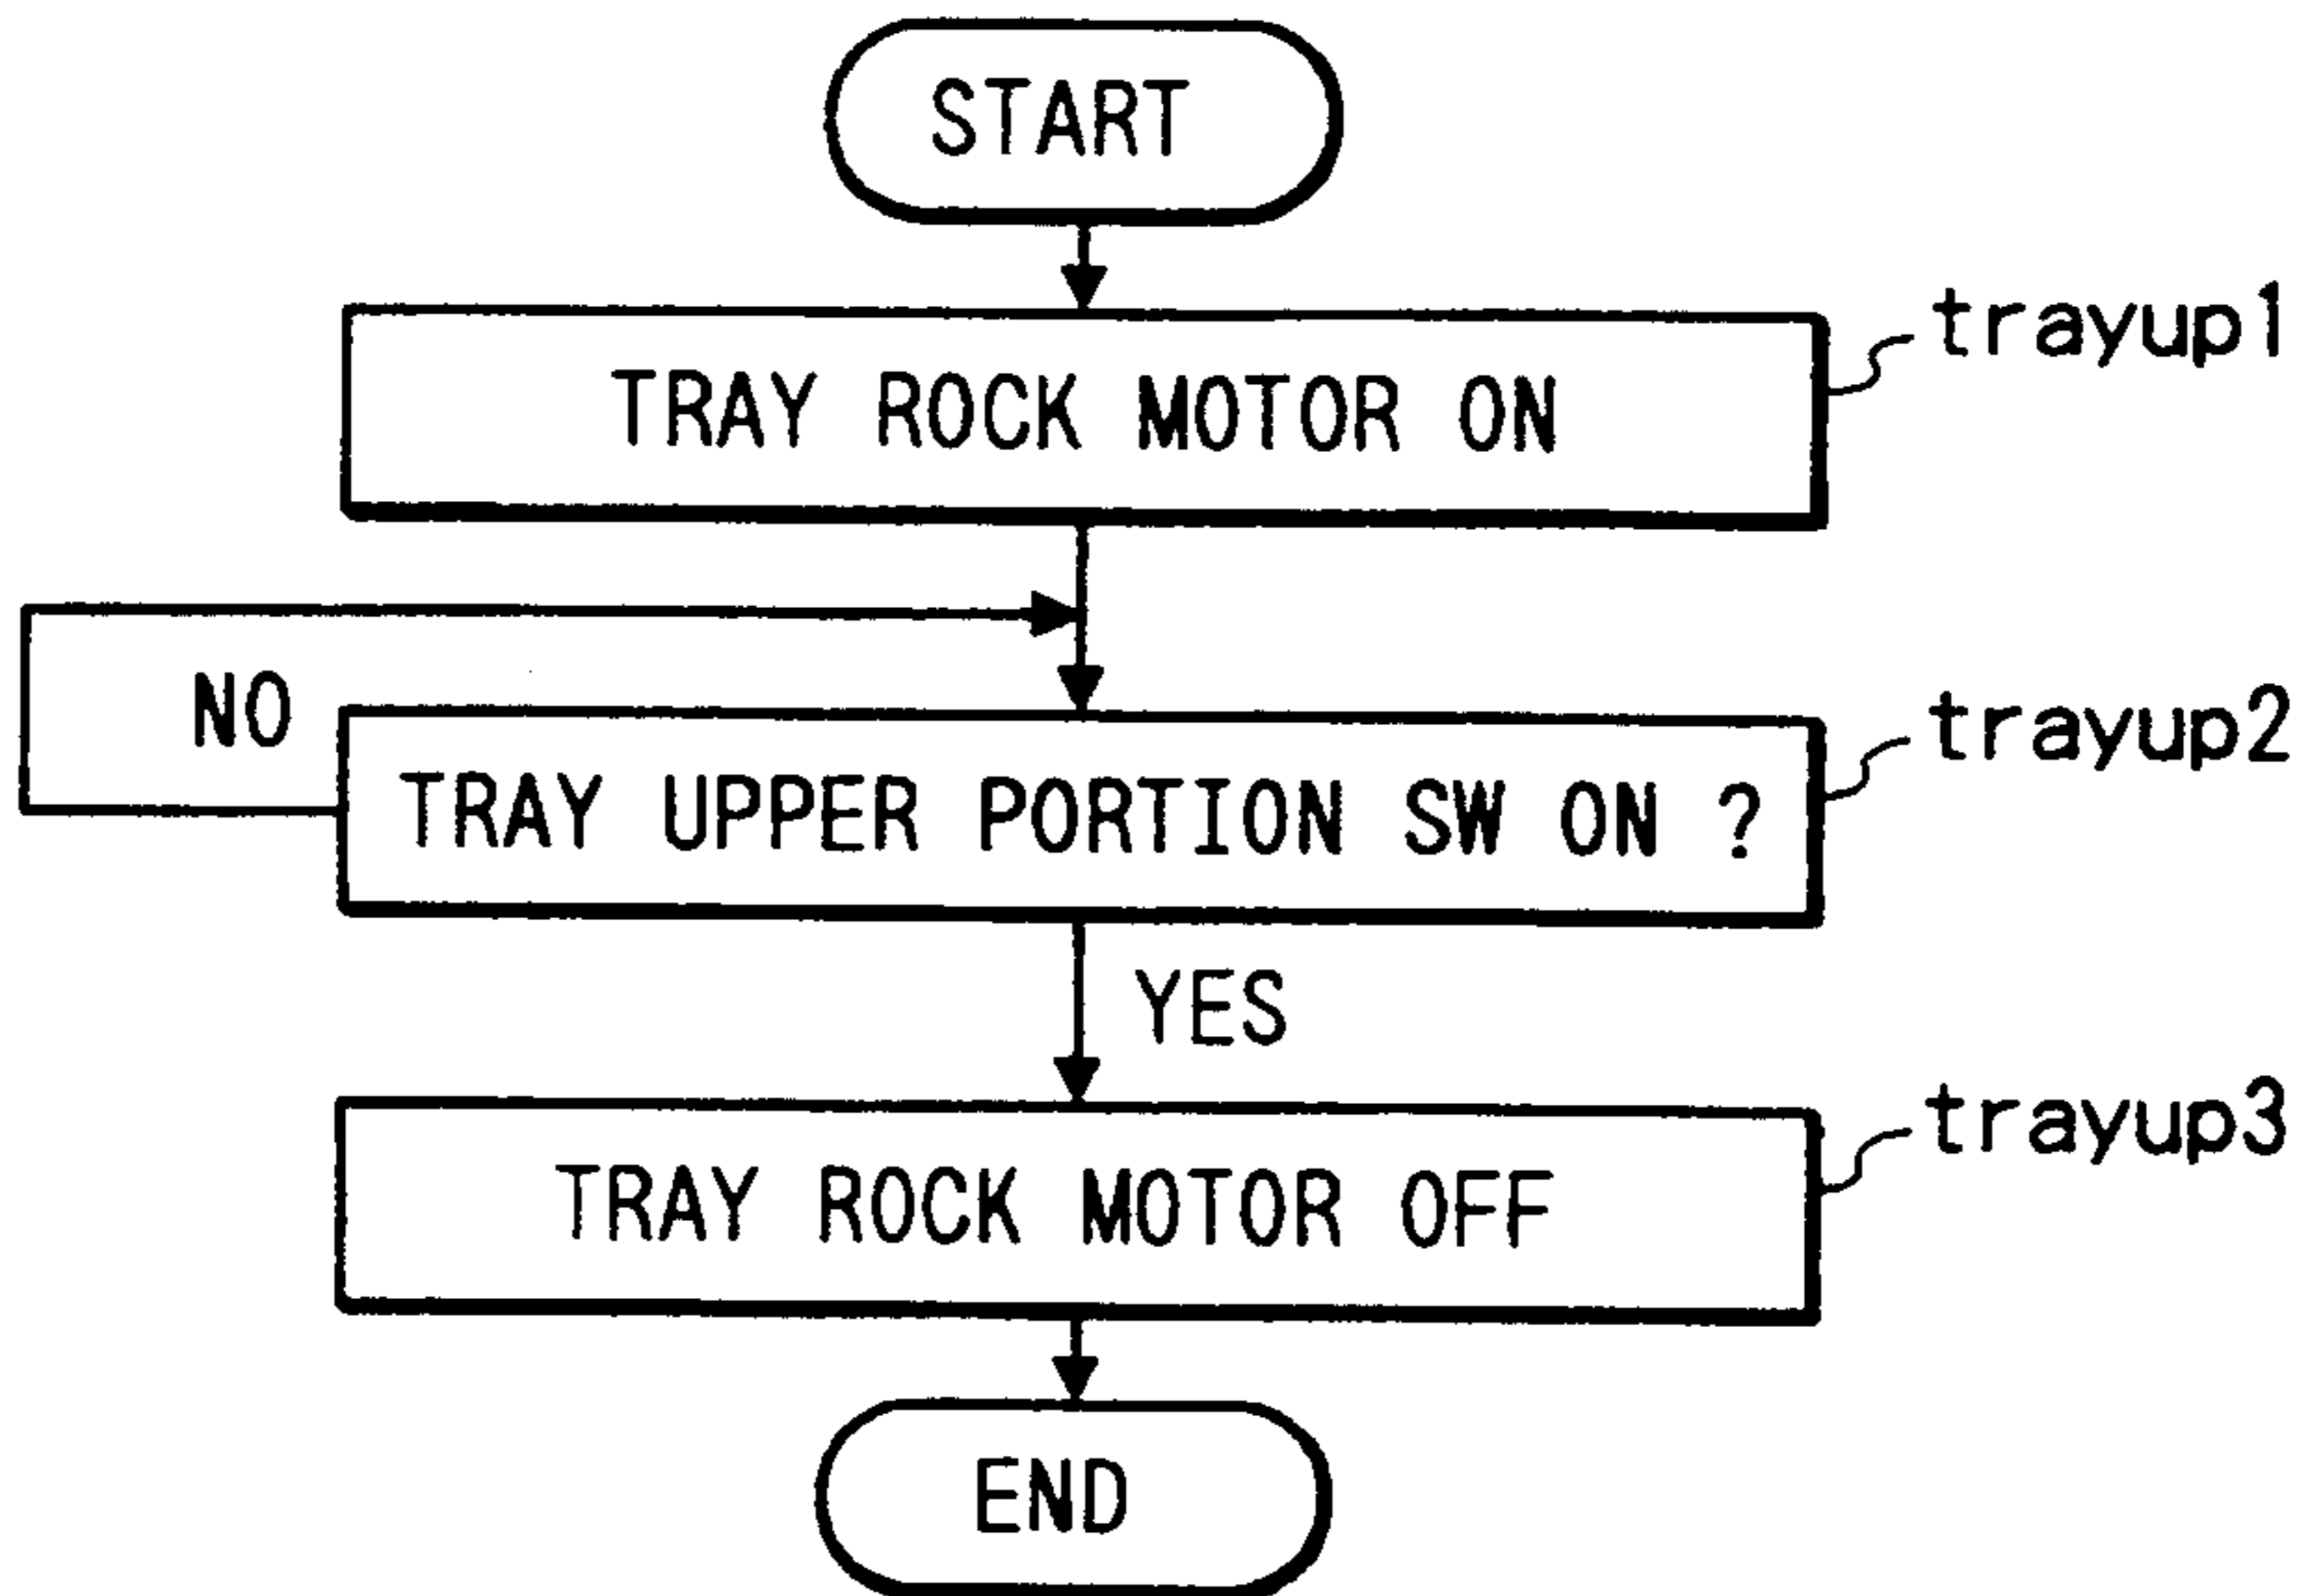 START
TRAY ROCK MOTOR ON
trayup1
NO
TRAY UPPER PORTION SW ON ?
trayup2
YES
TRAY ROCK MOTOR OFF
trayup3
END